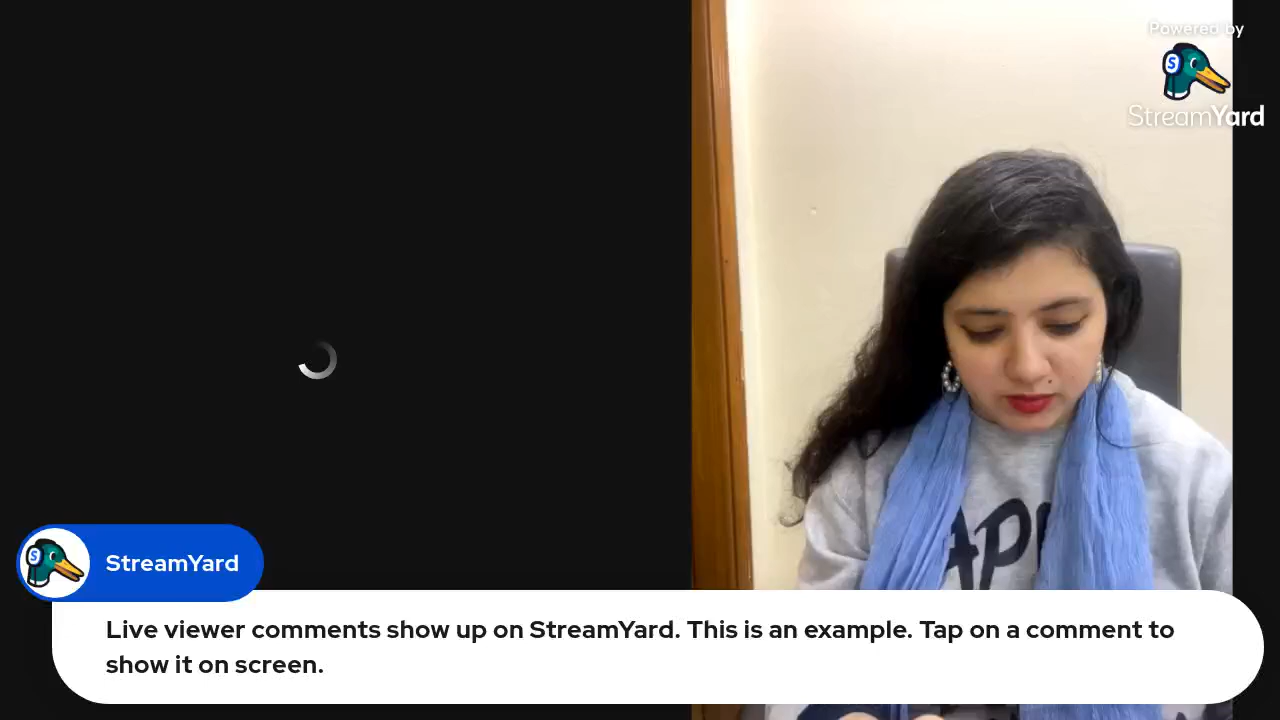 Powered by
StreamYard
StreamYard
Live viewer comments show up on StreamYard. This is an example. Tap on a comment to
show it on screen.